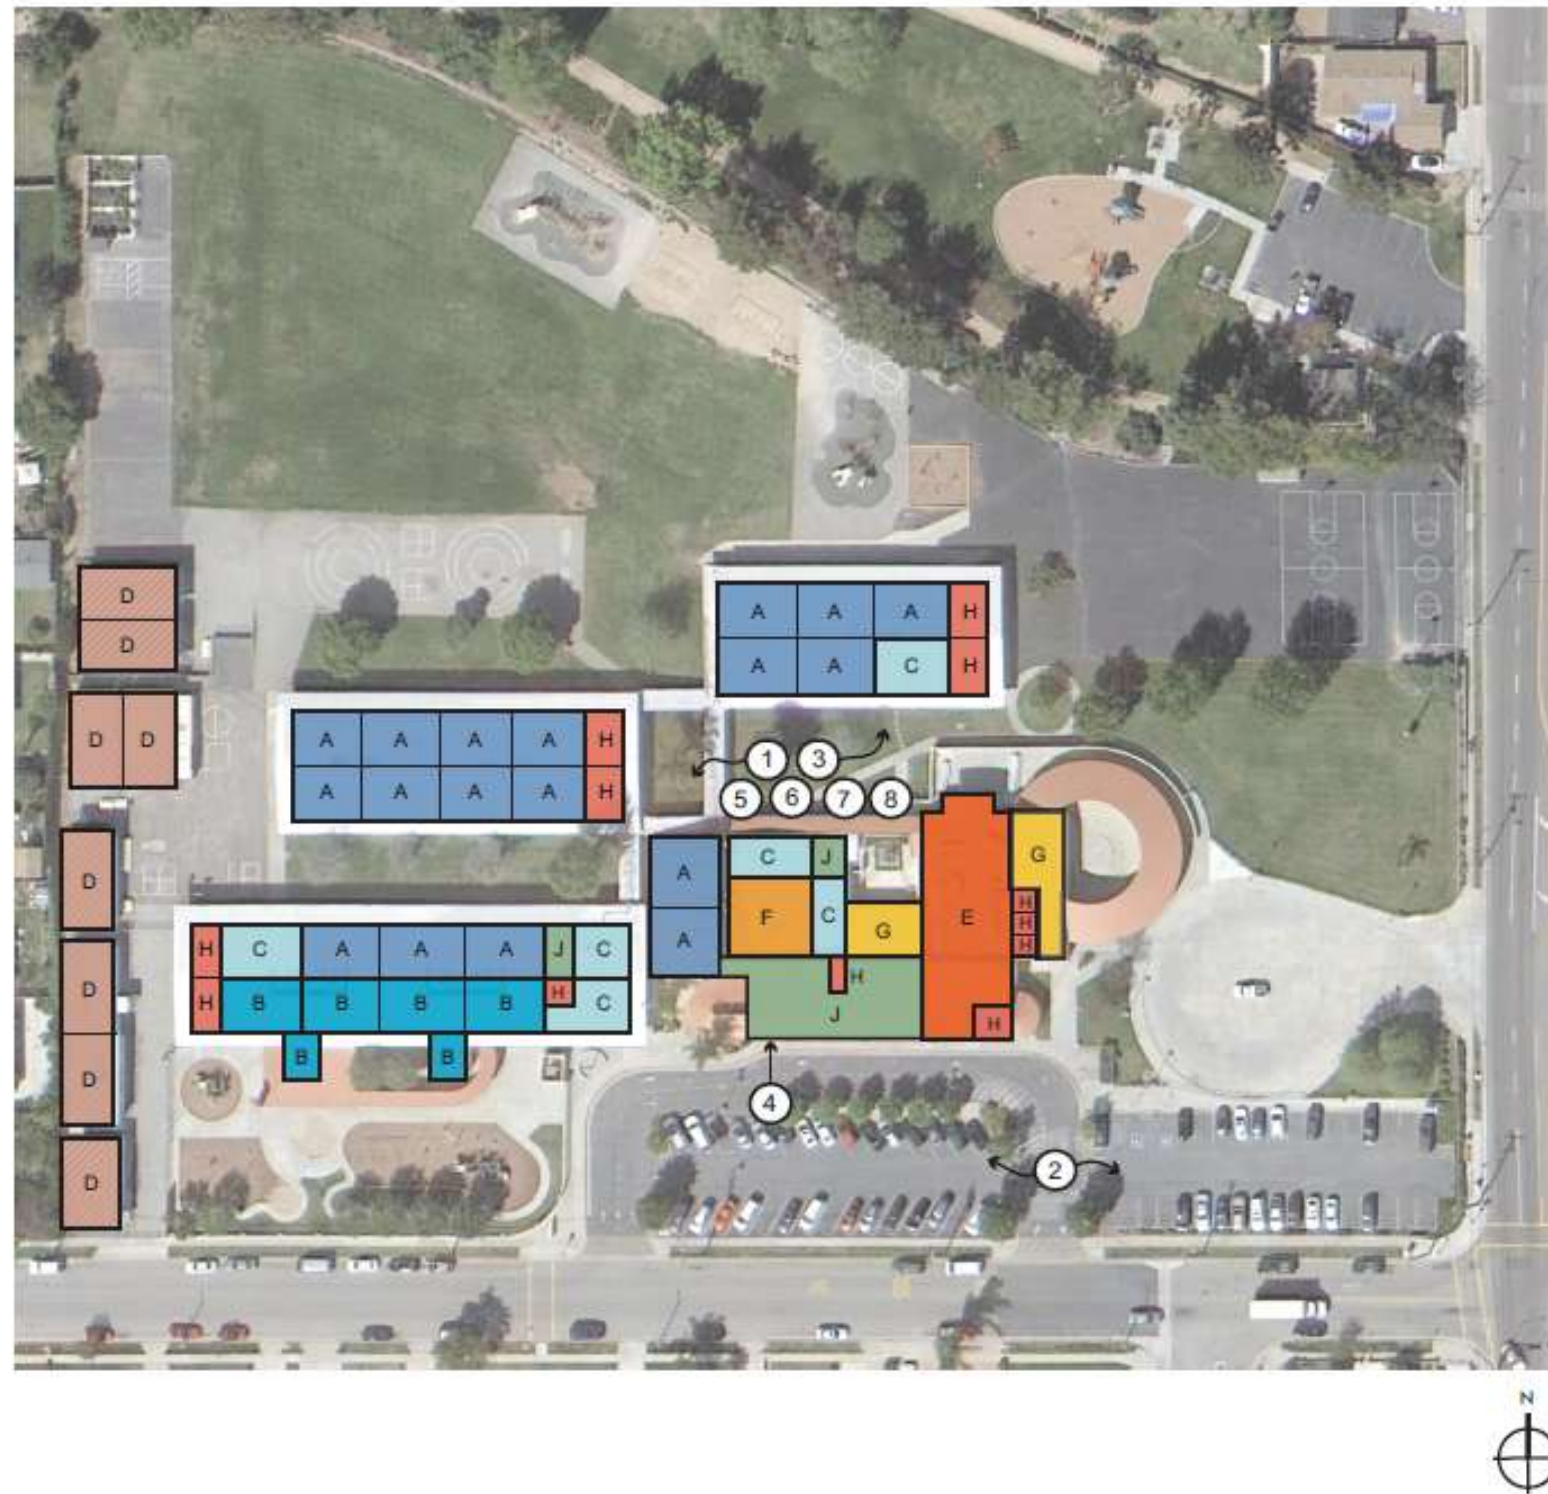 D
D
A A A H
A A C H
D D
A A A A H
A A A A H
1 3
5 6 7 8
D
A C J G
F C E H
A G H
H
H C A A A J C
D H B B B B H C
H
J H
B B
D
4
2
D
N